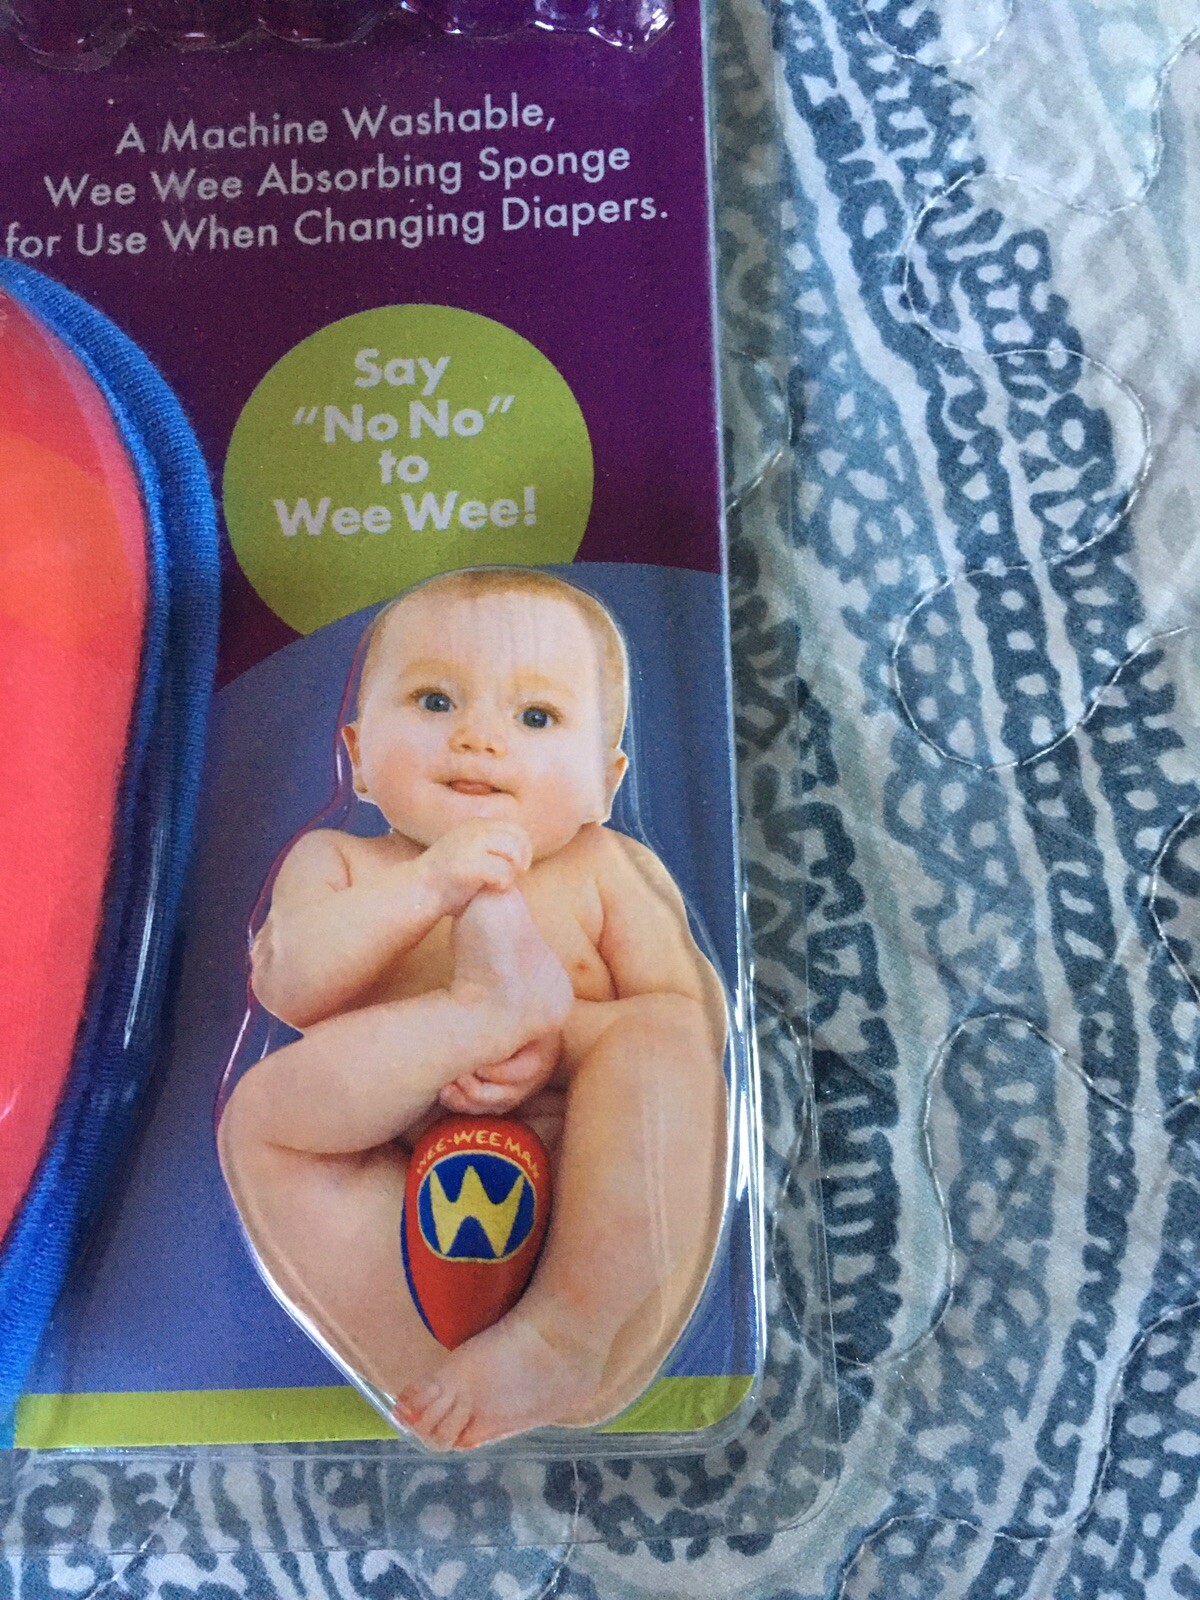 A Machine Washable,
Wee Wee Absorbing Sponge
for Use When Changing Diapers.
Say
"No No"
to
Wee Wee!
WEE-WEE MAN
W